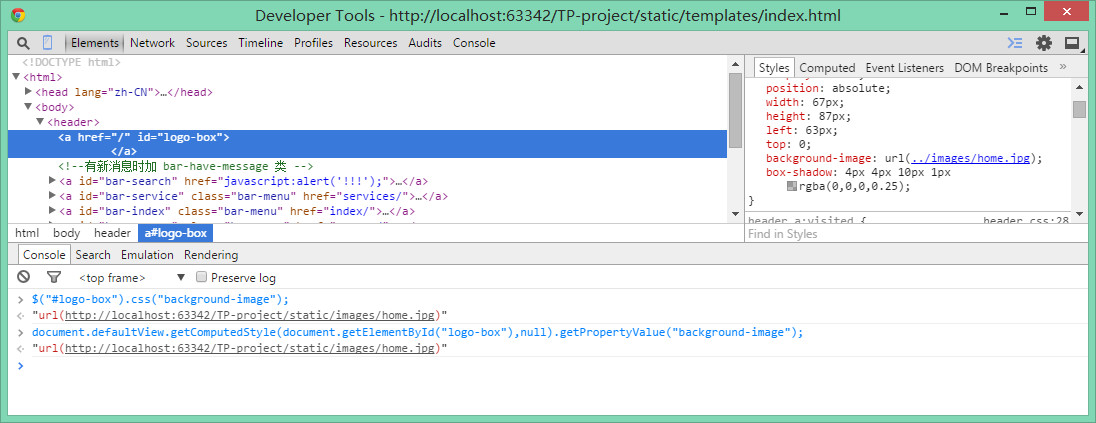 Developer Tools - http://localhost:63342/TP-project/static/templates/index.html
Elements Network Sources Timeline Profiles Resources Audits Console
<!DOCTYPE html>
<html>
<head lang="zh-CN">…</head>
<body>
<header>
<a href="/" id="logo-box">
</a>
<!--有新消息时加 bar-have-message 类 -->
<a id="bar-search" href="javascript:alert('!!!');">…</a>
<a id="bar-service" class="bar-menu" href="services/">…</a>
<a id="bar-index" class="bar-menu" href="index/">…</a>
html body header a#logo-box
Styles Computed Event Listeners DOM Breakpoints »
position: absolute;
width: 67px;
height: 87px;
left: 63px;
top: 0;
background-image: url(../images/home.jpg);
box-shadow: 4px 4px 10px 1px
rgba(0,0,0,0.25);
}
header a:visited { header.css:28
Find in Styles
Console Search Emulation Rendering
<top frame> ▼ Preserve log
> $("#logo-box").css("background-image");
"url(http://localhost:63342/TP-project/static/images/home.jpg)"
> document.defaultView.getComputedStyle(document.getElementById("logo-box"),null).getPropertyValue("background-image");
"url(http://localhost:63342/TP-project/static/images/home.jpg)"
>